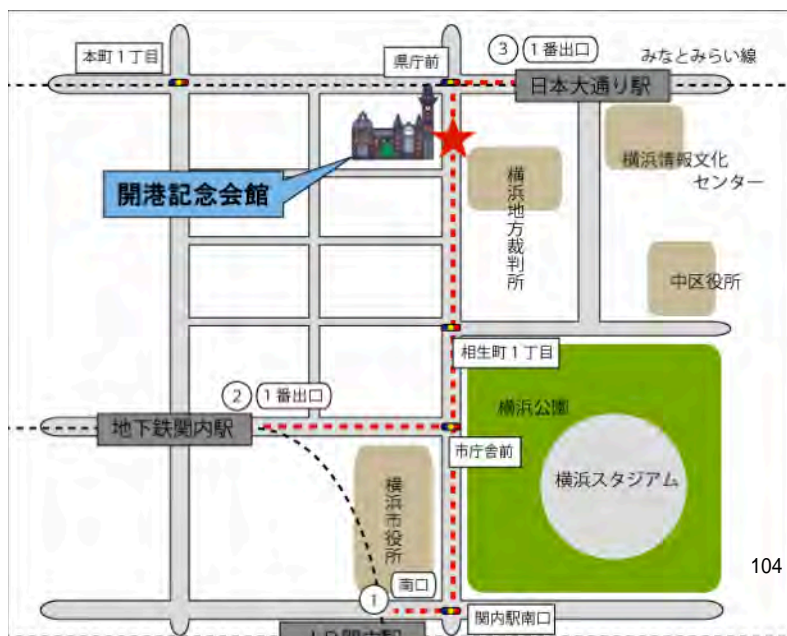 本町1丁目
県庁前
3
1番出口
みなとみらい線
日本大通り駅
開港記念会館
横浜地方裁判所
横浜情報文化
センター
中区役所
相生町1丁目
2
1番出口
地下鉄関内駅
市庁舎前
横浜公園
横浜スタジアム
横浜市役所
104
1
南口
関内駅南口